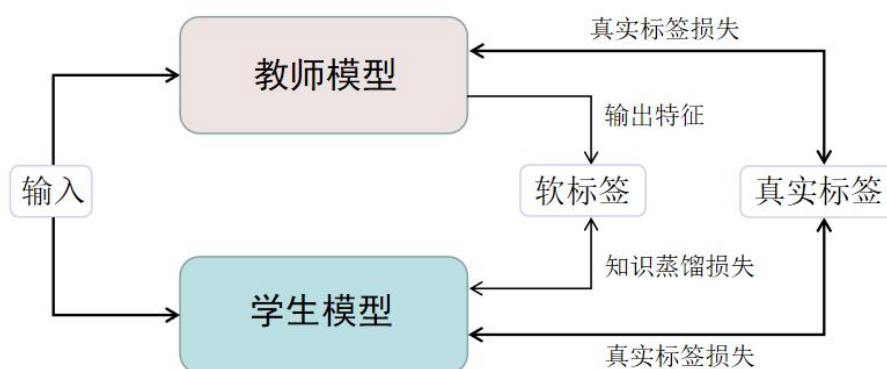 真实标签损失
教师模型
输出特征
输入
软标签
真实标签
知识蒸馏损失
学生模型
真实标签损失